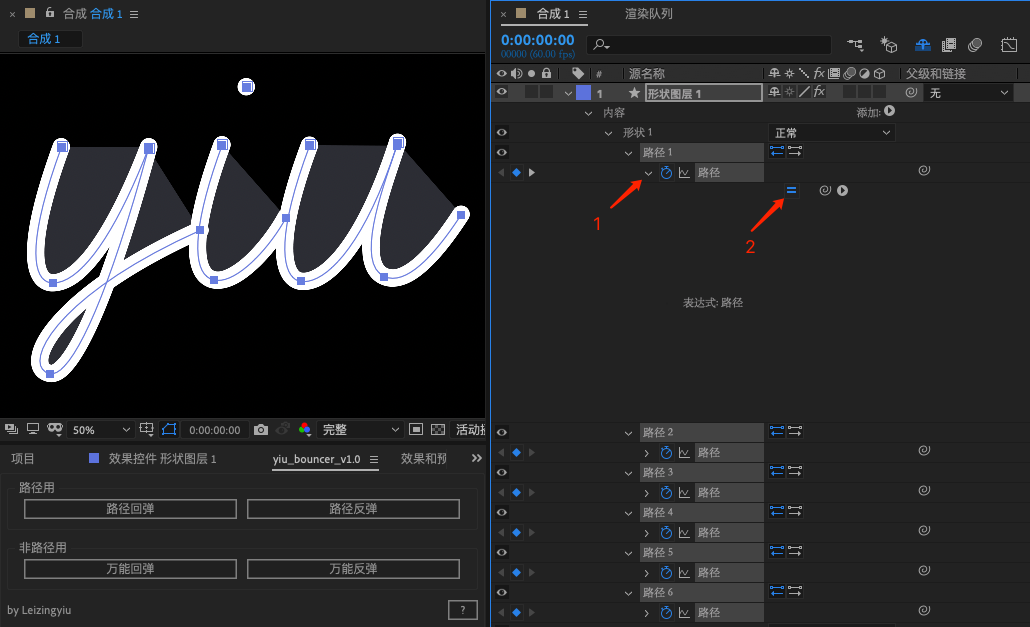 × 合成 合成 1 ☰
合成 1
yiu
50% 0:00:00:00 完整
项目 效果控件 形状图层 1 yiu_bouncer_v1.0 ☰ 效果和预 »
路径用
路径回弹 路径反弹
非路径用
万能回弹 万能反弹
by Leizingyiu ?
× 合成 1 ☰ 渲染队列
0:00:00:00
00000 (60.00 fps)
# 源名称 fx 父级和链接
1 ★ 形状图层 1 fx 无
内容 添加:
形状 1 正常
路径 1
路径
1
2
表达式: 路径
路径 2
路径
路径 3
路径
路径 4
路径
路径 5
路径
路径 6
路径